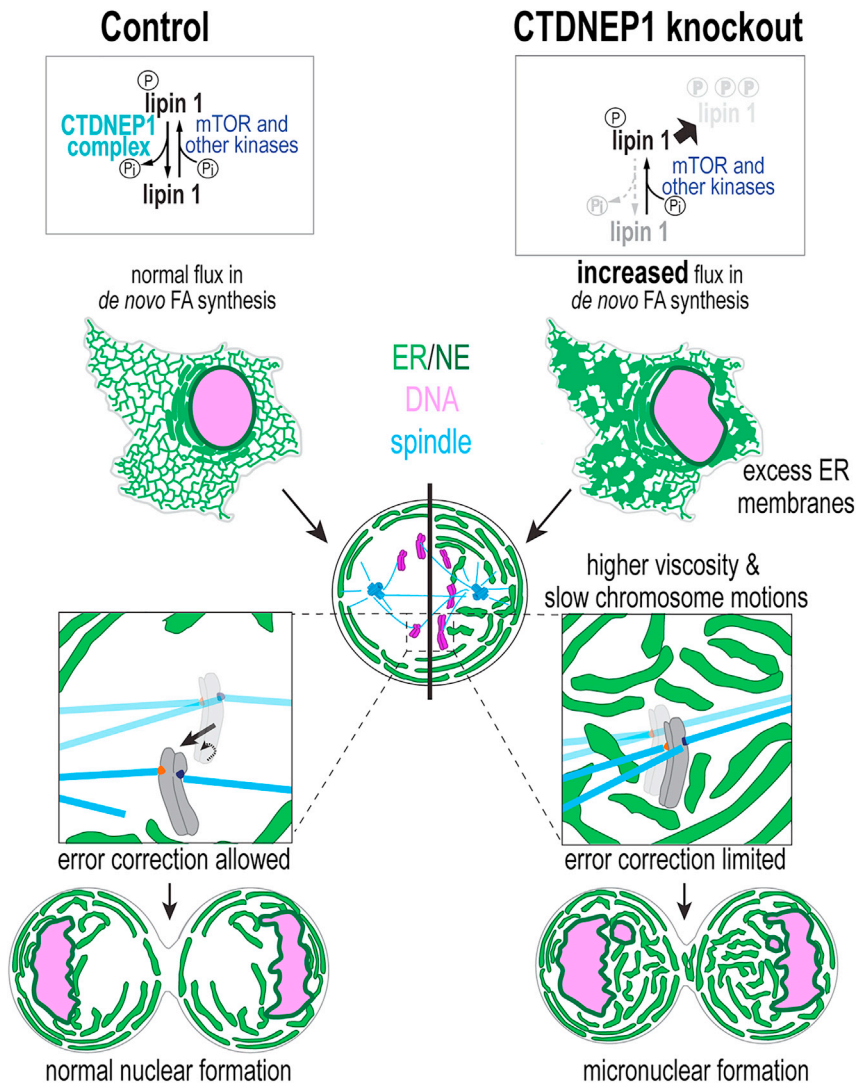 Control
P
lipin 1
CTDNEP1
complex
mTOR and
other kinases
Pi
Pi
lipin 1
normal flux in
de novo FA synthesis
CTDNEP1 knockout
P P P
lipin 1
P
lipin 1
mTOR and
other kinases
Pi
Pi
lipin 1
increased flux in
de novo FA synthesis
ER/NE
DNA
spindle
excess ER
membranes
higher viscosity &
slow chromosome motions
error correction allowed
error correction limited
normal nuclear formation
micronuclear formation